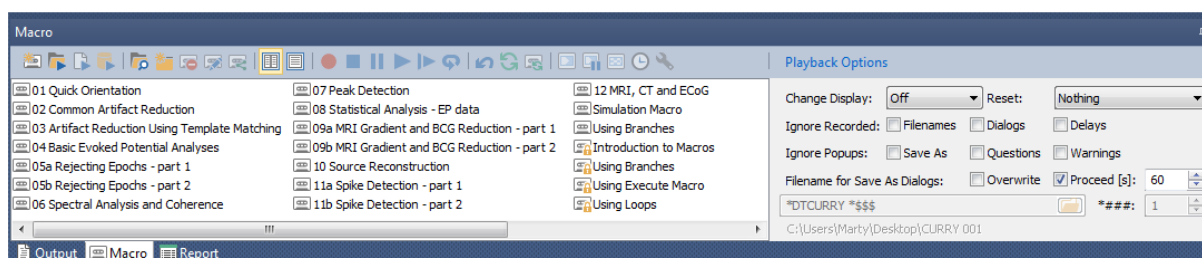 Macro
01 Quick Orientation
02 Common Artifact Reduction
03 Artifact Reduction Using Template Matching
04 Basic Evoked Potential Analyses
05a Rejecting Epochs - part 1
05b Rejecting Epochs - part 2
06 Spectral Analysis and Coherence
07 Peak Detection
08 Statistical Analysis - EP data
09a MRI Gradient and BCG Reduction - part 1
09b MRI Gradient and BCG Reduction - part 2
10 Source Reconstruction
11a Spike Detection - part 1
11b Spike Detection - part 2
12 MRI, CT and ECoG
Simulation Macro
Using Branches
Introduction to Macros
Using Branches
Using Execute Macro
Using Loops
Playback Options
Change Display: Off Reset: Nothing
Ignore Recorded: Filenames Dialogs Delays
Ignore Popups: Save As Questions Warnings
Filename for Save As Dialogs: Overwrite Proceed [s]: 60
*DTCURRY *$$$ *###: 1
C:\Users\Marty\Desktop\CURRY 001
Output Macro Report